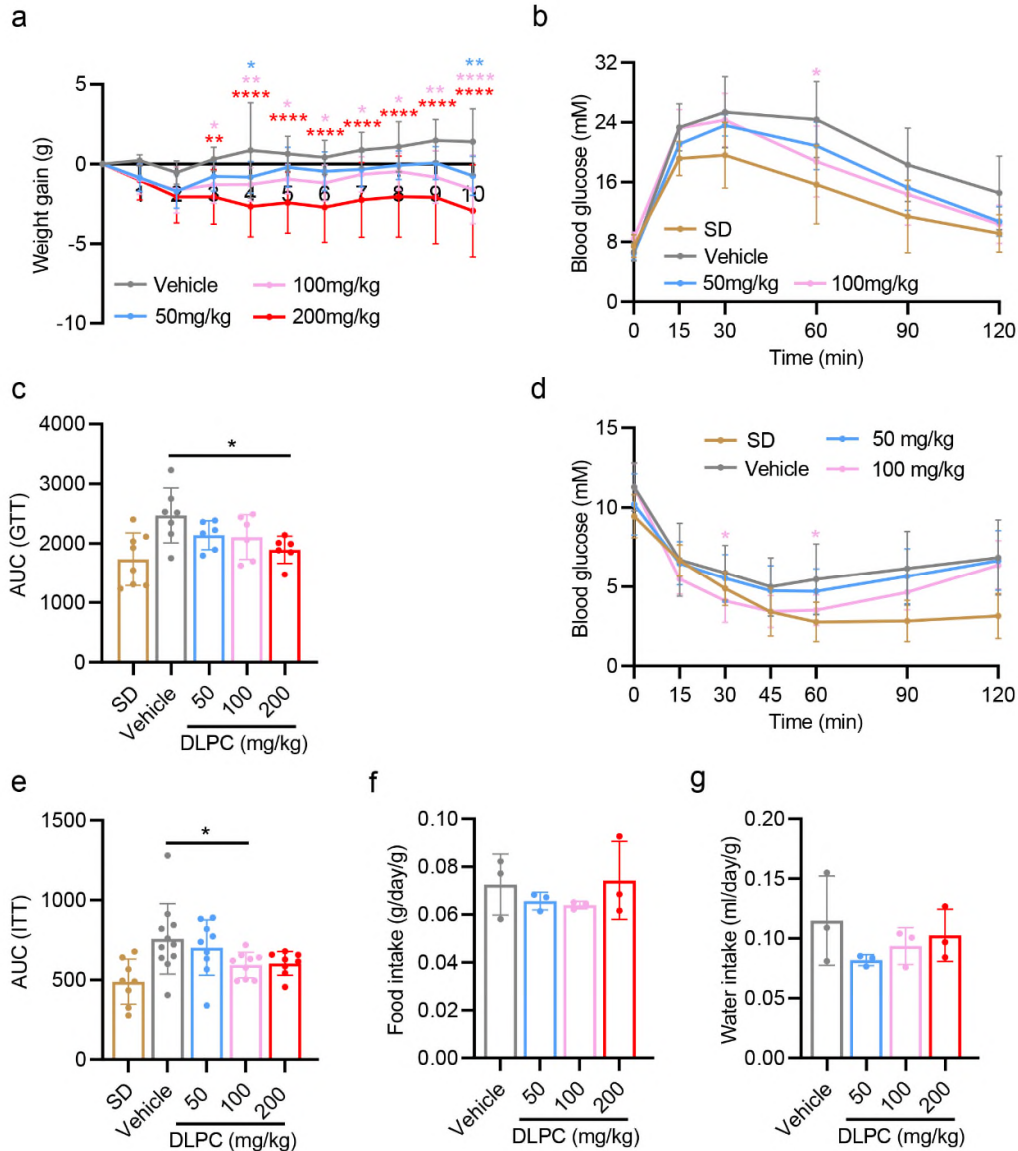 a
5
0
-5
-10
Weight gain (g)
* ** * * * * ** **
* ** * * * * ** ****
** **** **** **** **** **** **** ****
1 2 3 4 5 6 7 8 9 10
Vehicle 100mg/kg
50mg/kg 200mg/kg
b
32
24
16
8
0
Blood glucose (mM)
*
SD
Vehicle
50mg/kg 100mg/kg
0 15 30 60 90 120
Time (min)
c
4000
3000
2000
1000
0
AUC (GTT)
*
SD Vehicle 50 100 200
DLPC (mg/kg)
d
15
10
5
0
Blood glucose (mM)
SD 50 mg/kg
Vehicle 100 mg/kg
* *
0 15 30 45 60 90 120
Time (min)
e
1500
1000
500
0
AUC (ITT)
*
SD Vehicle 50 100 200
DLPC (mg/kg)
f
0.10
0.08
0.06
0.04
0.02
0.00
Food intake (g/day/g)
Vehicle 50 100 200
DLPC (mg/kg)
g
0.20
0.15
0.10
0.05
0.00
Water intake (ml/day/g)
Vehicle 50 100 200
DLPC (mg/kg)